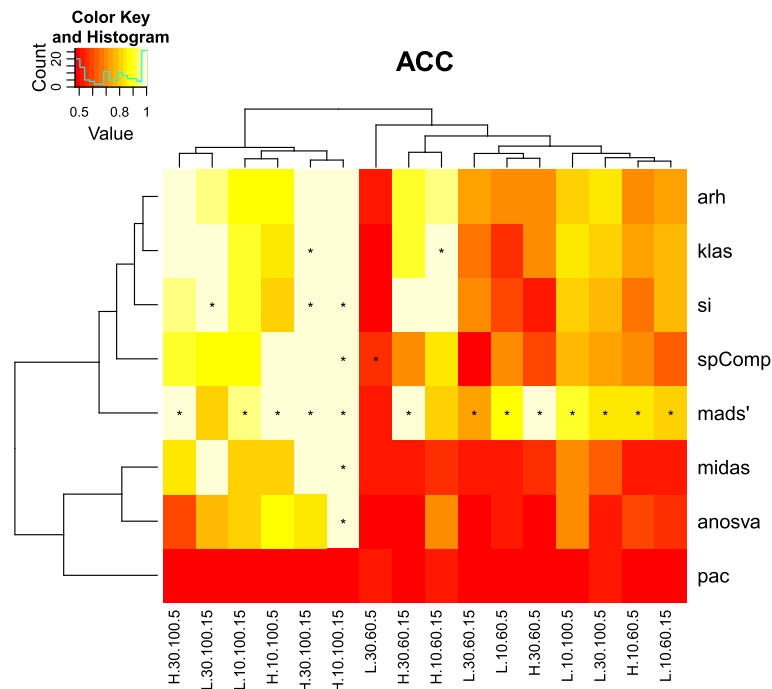 Color Key
and Histogram
Count
0
20
0.5
0.8
1
Value
ACC
arh
klas
*
*
si
*
*
*
spComp
*
*
mads'
*
*
*
*
*
*
*
*
*
*
*
*
*
midas
*
anosva
*
pac
H.30.100.5
L.30.100.15
L.10.100.15
H.10.100.5
H.30.100.15
H.10.100.15
L.30.60.5
H.30.60.15
H.10.60.15
L.30.60.15
L.10.60.5
H.30.60.5
L.10.100.5
L.30.100.5
H.10.60.5
L.10.60.15